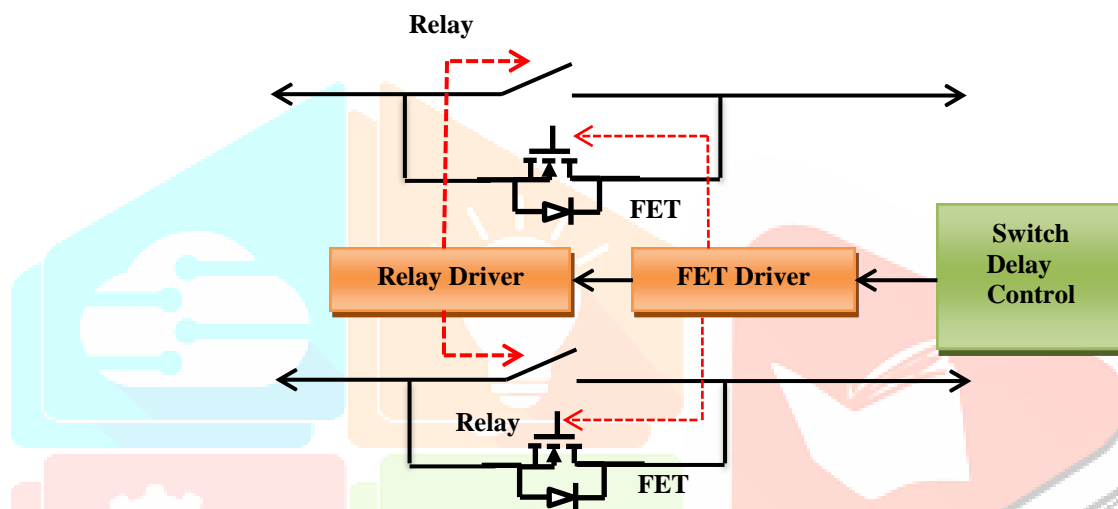 Relay
FET
Relay Driver
FET Driver
Switch
Delay
Control
Relay
FET